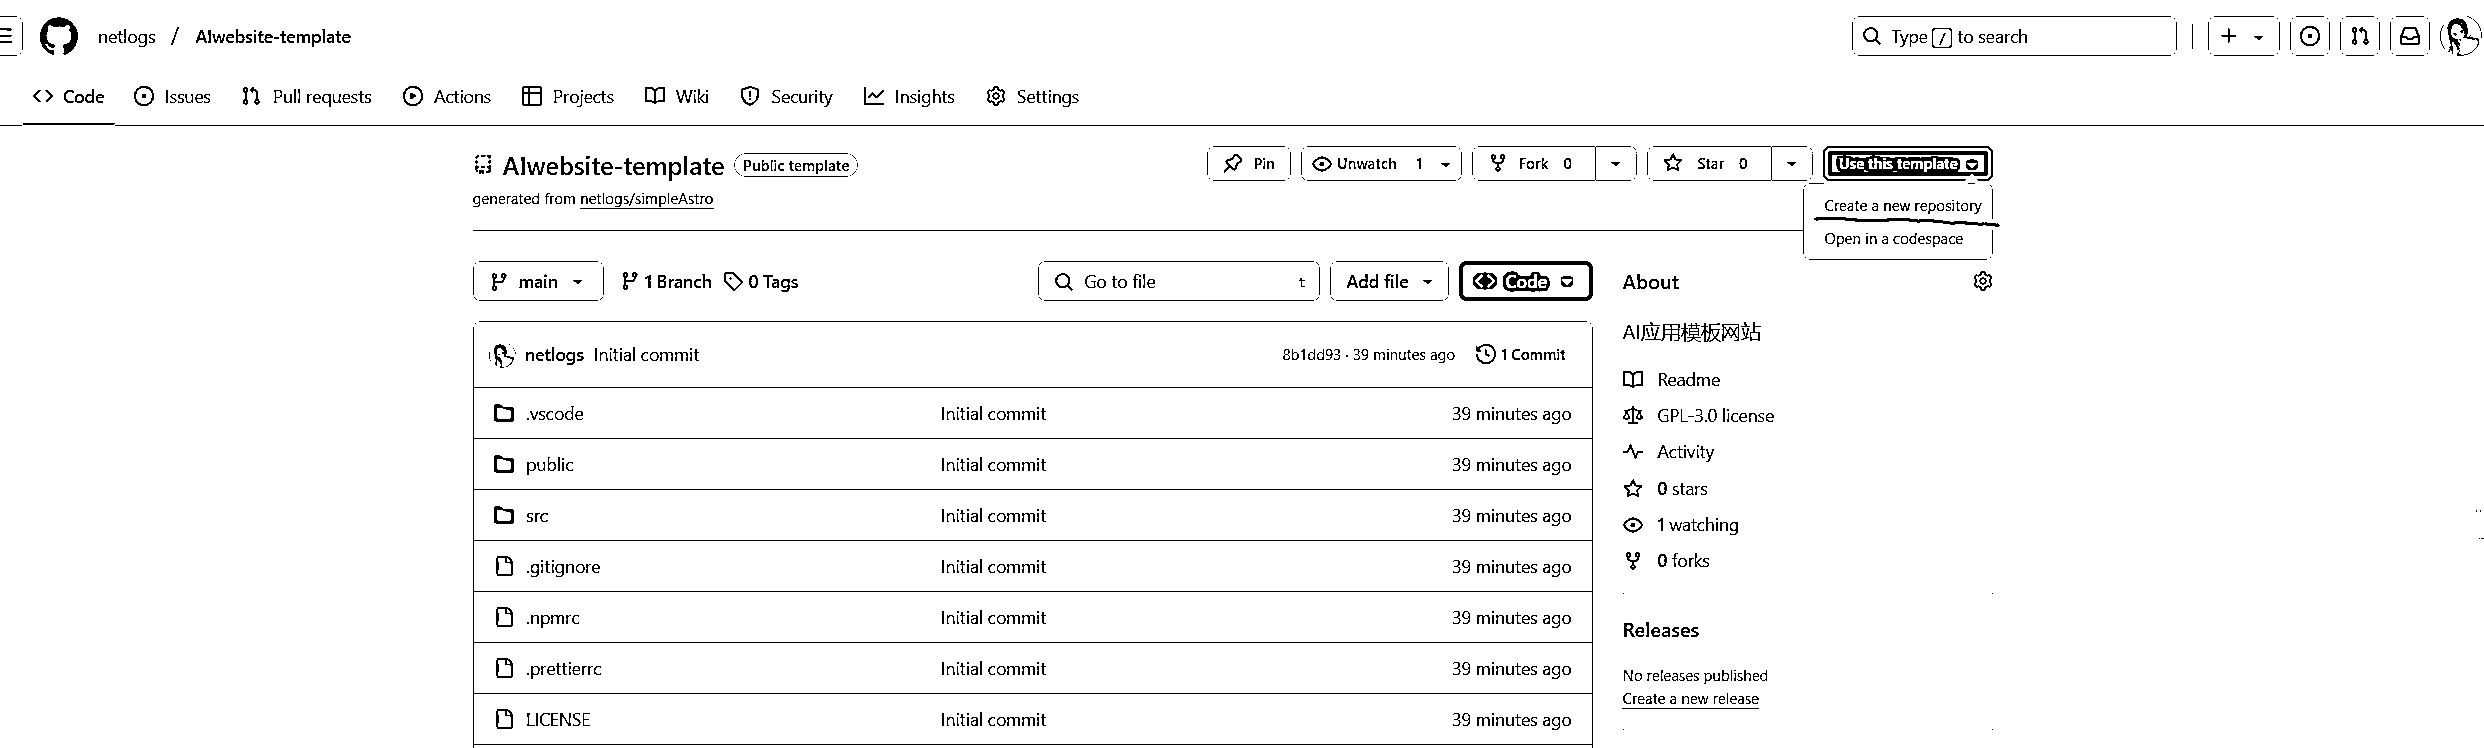 netlogs / AIwebsite-template
Type / to search
Code Issues Pull requests Actions Projects Wiki Security Insights Settings
AIwebsite-template Public template
Pin Unwatch 1 Fork 0 Star 0 Use this template
generated from netlogs/simpleAstro
Create a new repository
Open in a codespace
main 1 Branch 0 Tags Go to file t Add file Code
netlogs Initial commit 8b1dd93 · 39 minutes ago 1 Commit
.vscode Initial commit 39 minutes ago
public Initial commit 39 minutes ago
src Initial commit 39 minutes ago
.gitignore Initial commit 39 minutes ago
.npmrc Initial commit 39 minutes ago
.prettierrc Initial commit 39 minutes ago
LICENSE Initial commit 39 minutes ago
About
AI应用模板网站
Readme
GPL-3.0 license
Activity
0 stars
1 watching
0 forks
Releases
No releases published
Create a new release